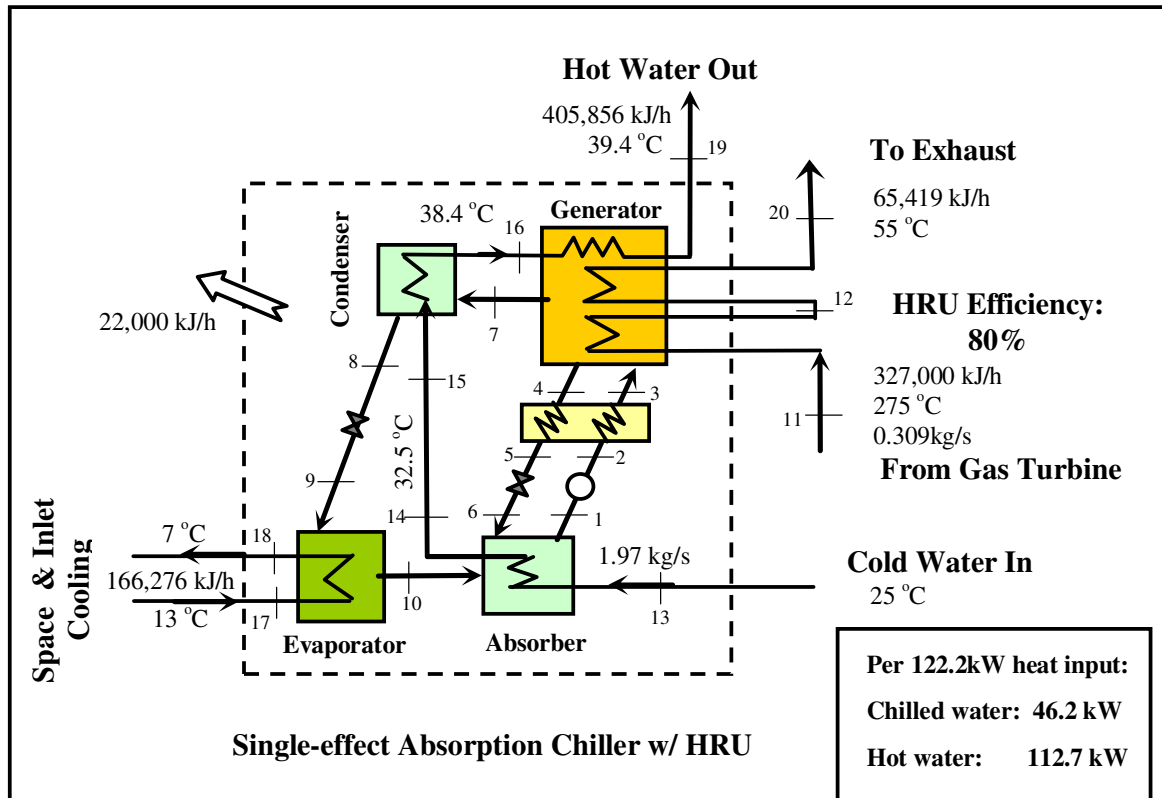 Hot Water Out
405,856 kJ/h
39.4 °C
19
To Exhaust
65,419 kJ/h
55 °C
20
38.4 °C
16
Generator
Condenser
22,000 kJ/h
7
12
HRU Efficiency:
80%
327,000 kJ/h
275 °C
0.309kg/s
11
From Gas Turbine
8
15
4
3
32.5 °C
5
2
9
14
6
1
Space & Inlet
Cooling
7 °C
18
166,276 kJ/h
13 °C
17
10
1.97 kg/s
13
Cold Water In
25 °C
Evaporator
Absorber
Per 122.2kW heat input:
Chilled water: 46.2 kW
Hot water: 112.7 kW
Single-effect Absorption Chiller w/ HRU